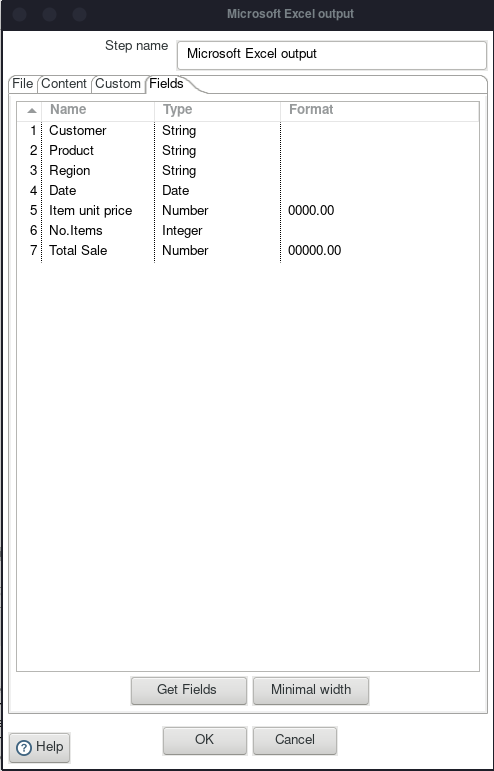 Microsoft Excel output
Step name Microsoft Excel output
File Content Custom Fields
Name Type Format
1 Customer String
2 Product String
3 Region String
4 Date Date
5 Item unit price Number 0000.00
6 No.Items Integer
7 Total Sale Number 00000.00
Get Fields Minimal width
? Help OK Cancel